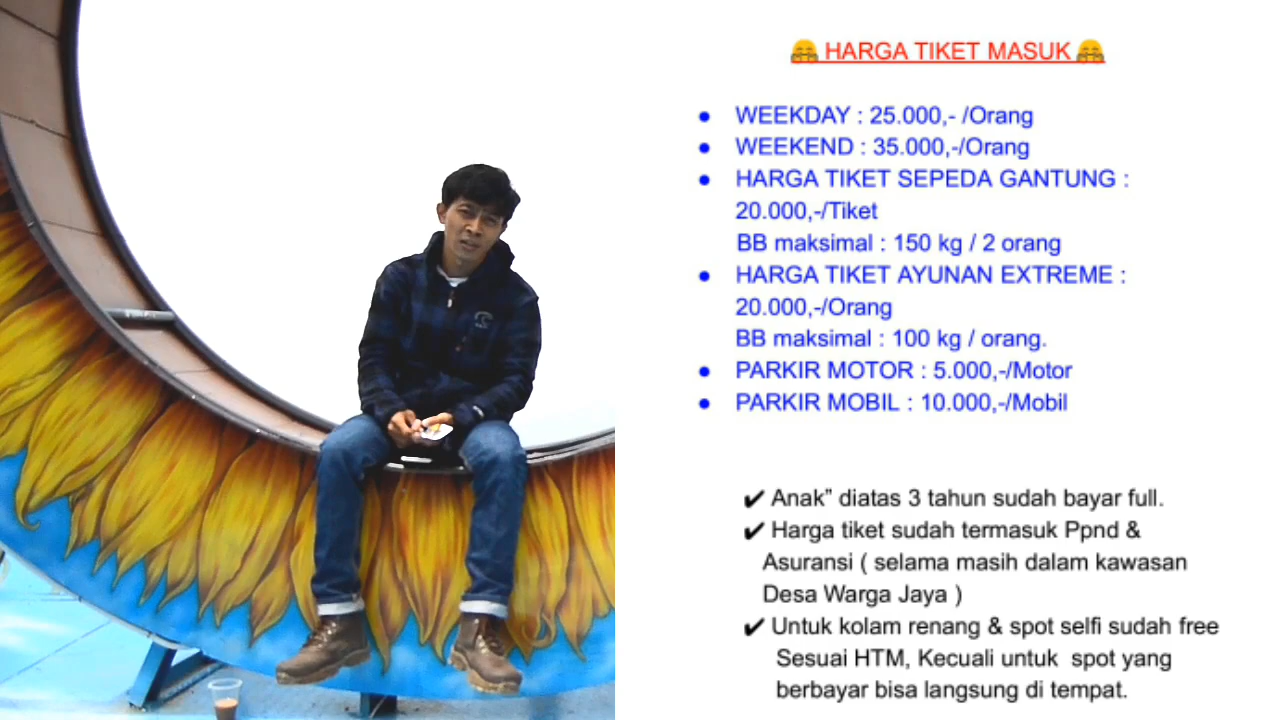 🤗 HARGA TIKET MASUK 🤗
● WEEKDAY : 25.000,- /Orang
● WEEKEND : 35.000,-/Orang
● HARGA TIKET SEPEDA GANTUNG :
20.000,-/Tiket
BB maksimal : 150 kg / 2 orang
● HARGA TIKET AYUNAN EXTREME :
20.000,-/Orang
BB maksimal : 100 kg / orang.
● PARKIR MOTOR : 5.000,-/Motor
● PARKIR MOBIL : 10.000,-/Mobil
✔ Anak” diatas 3 tahun sudah bayar full.
✔ Harga tiket sudah termasuk Ppnd &
Asuransi ( selama masih dalam kawasan
Desa Warga Jaya )
✔ Untuk kolam renang & spot selfi sudah free
Sesuai HTM, Kecuali untuk  spot yang
berbayar bisa langsung di tempat.